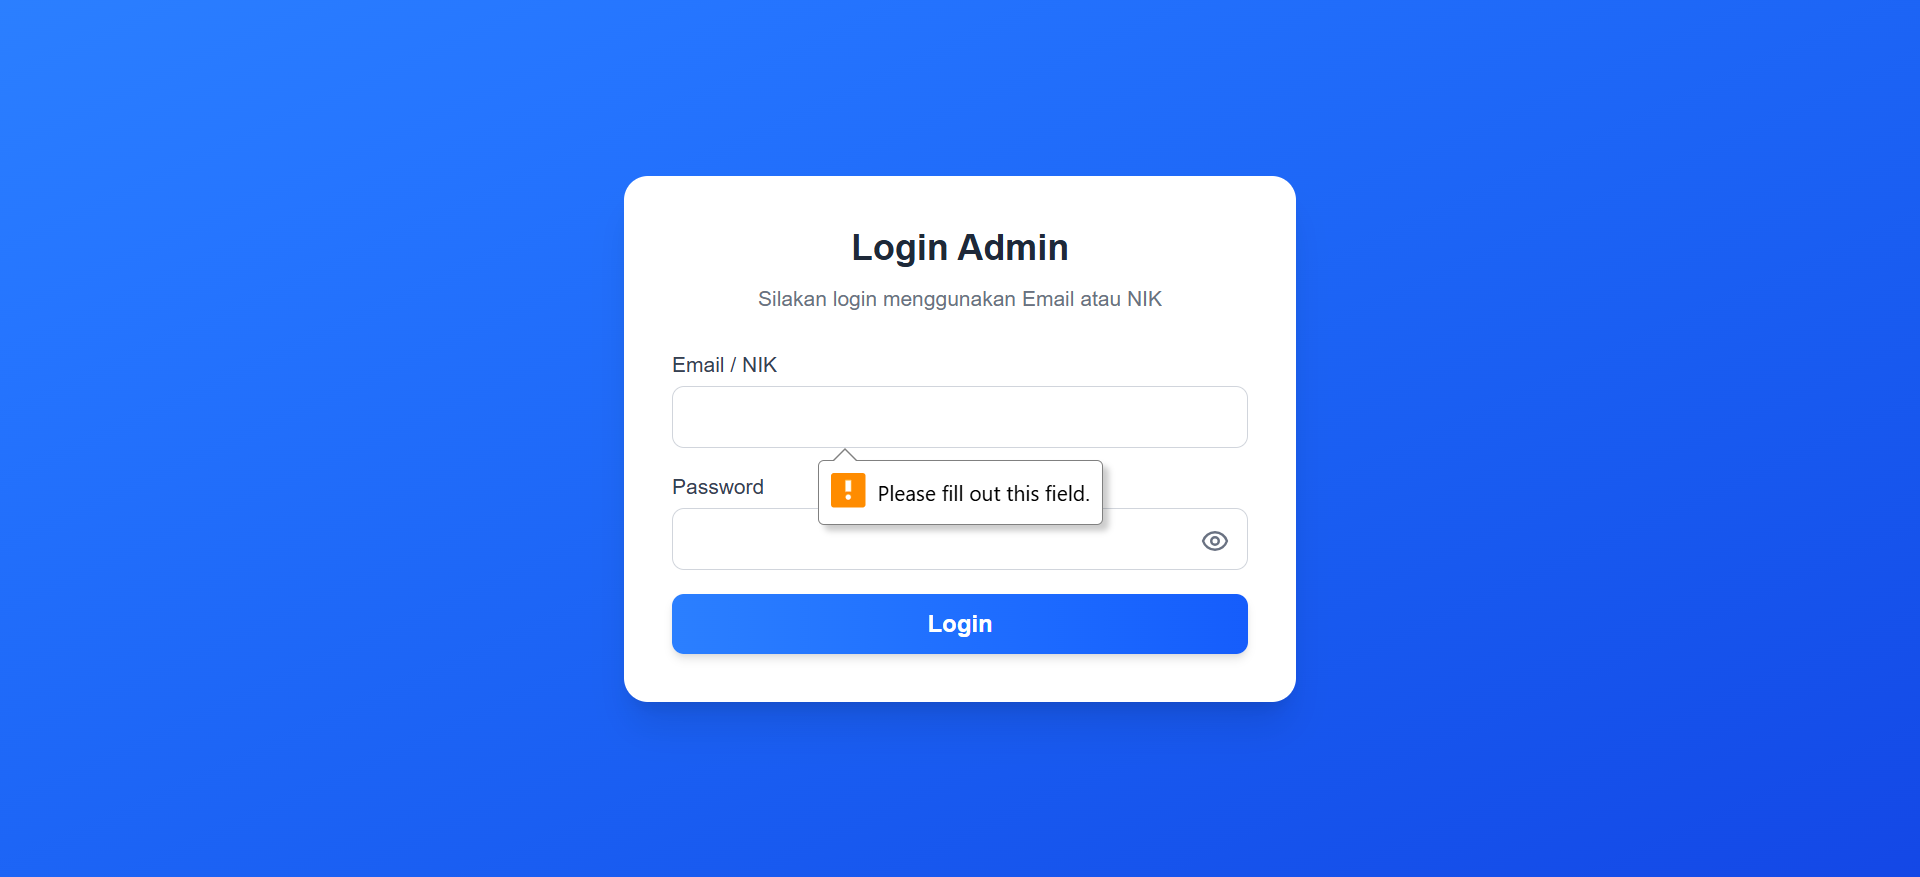 Login Admin
Silakan login menggunakan Email atau NIK
Email / NIK
Please fill out this field.
Password
Login